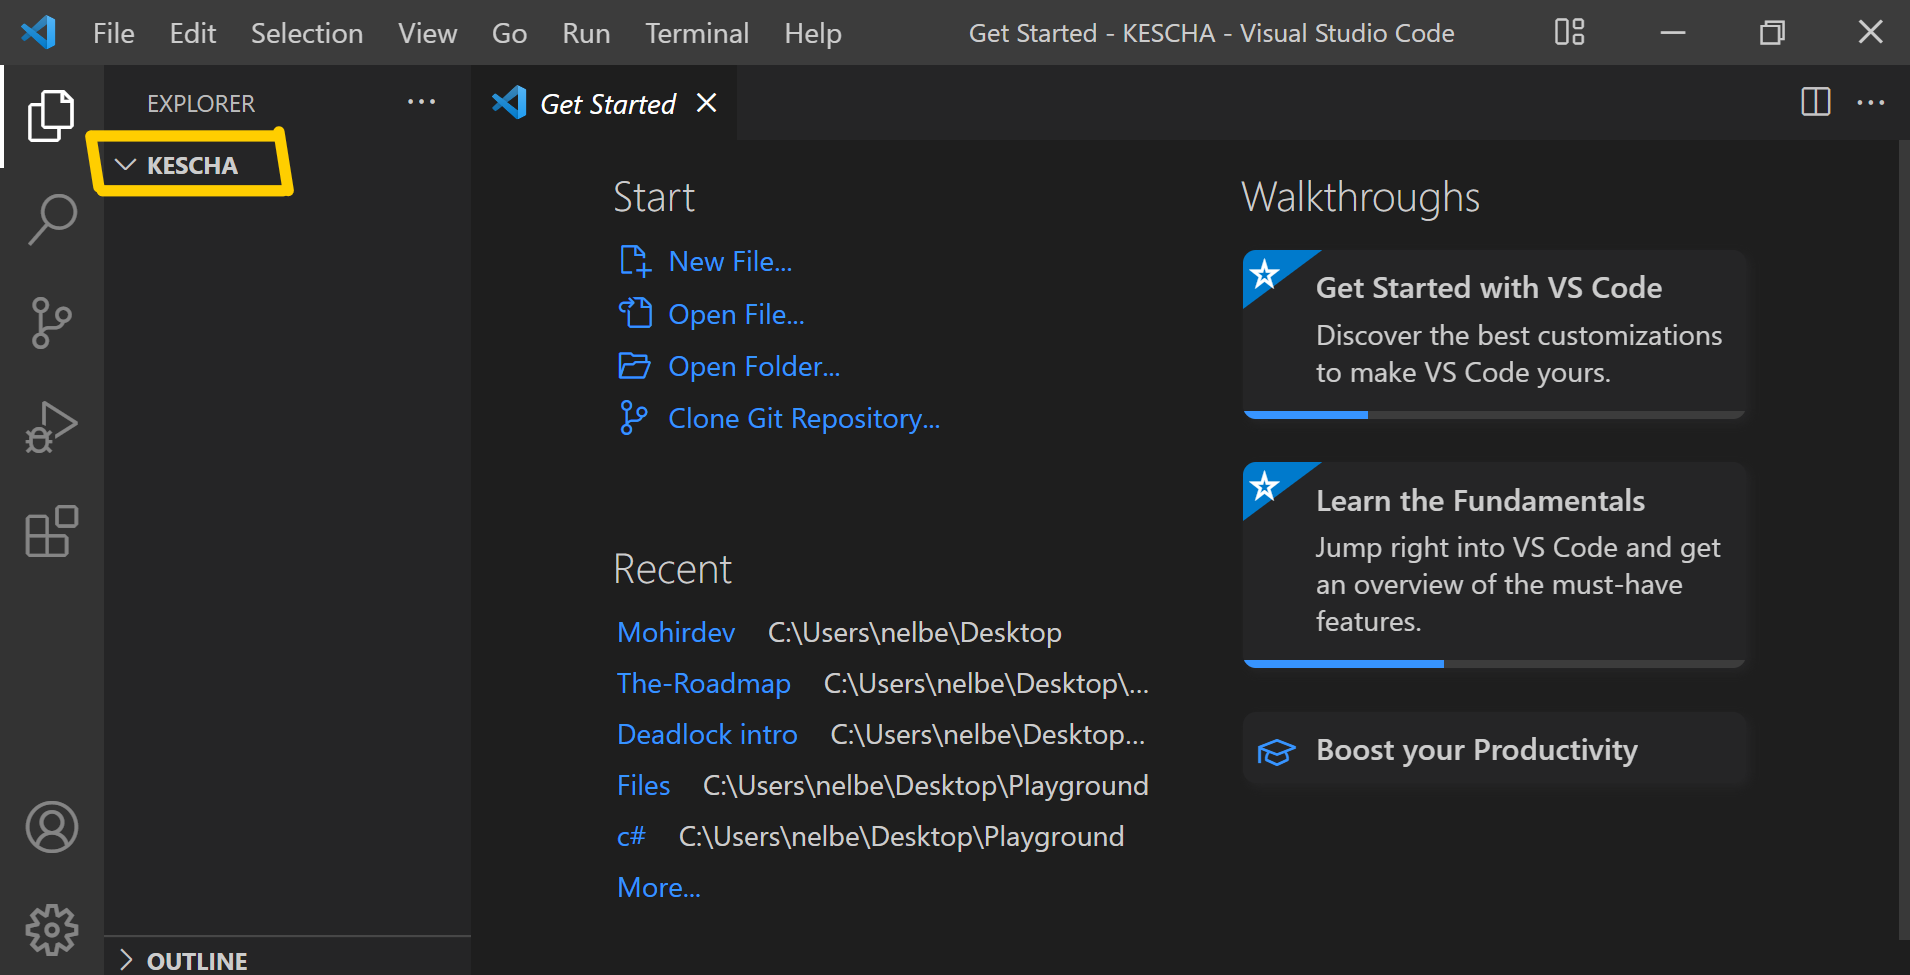 File Edit Selection View Go Run Terminal Help Get Started - KESCHA - Visual Studio Code
EXPLORER
KESCHA
OUTLINE
Get Started
Start
New File...
Open File...
Open Folder...
Clone Git Repository...
Recent
Mohirdev C:\Users\nelbe\Desktop
The-Roadmap C:\Users\nelbe\Desktop\...
Deadlock intro C:\Users\nelbe\Desktop...
Files C:\Users\nelbe\Desktop\Playground
c# C:\Users\nelbe\Desktop\Playground
More...
Walkthroughs
Get Started with VS Code
Discover the best customizations
to make VS Code yours.
Learn the Fundamentals
Jump right into VS Code and get
an overview of the must-have
features.
Boost your Productivity